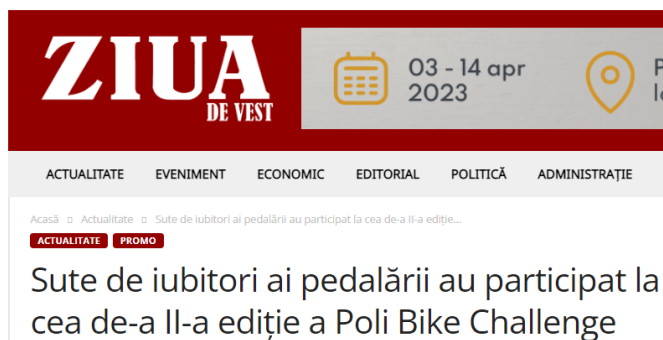 ZIUA
DE VEST
03 - 14 apr
2023
ACTUALITATE EVENIMENT ECONOMIC EDITORIAL POLITICĂ ADMINISTRAȚIE
Acasă Actualitate Sute de iubitori ai pedalării au participat la cea de-a II-a ediție...
ACTUALITATE PROMO
Sute de iubitori ai pedalării au participat la
cea de-a II-a ediție a Poli Bike Challenge